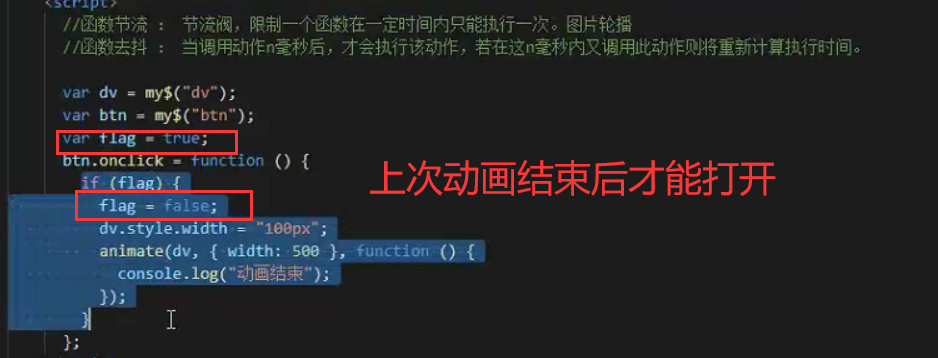 <script>
//函数节流 : 节流阀，限制一个函数在一定时间内只能执行一次。图片轮播
//函数去抖 : 当调用动作n毫秒后，才会执行该动作，若在这n毫秒内又调用此动作则将重新计算执行时间。
var dv = my$("dv");
var btn = my$("btn");
var flag = true;
btn.onclick = function () {
if (flag) {
flag = false;
dv.style.width = "100px";
animate(dv, { width: 500 }, function () {
console.log("动画结束");
});
}
};
上次动画结束后才能打开